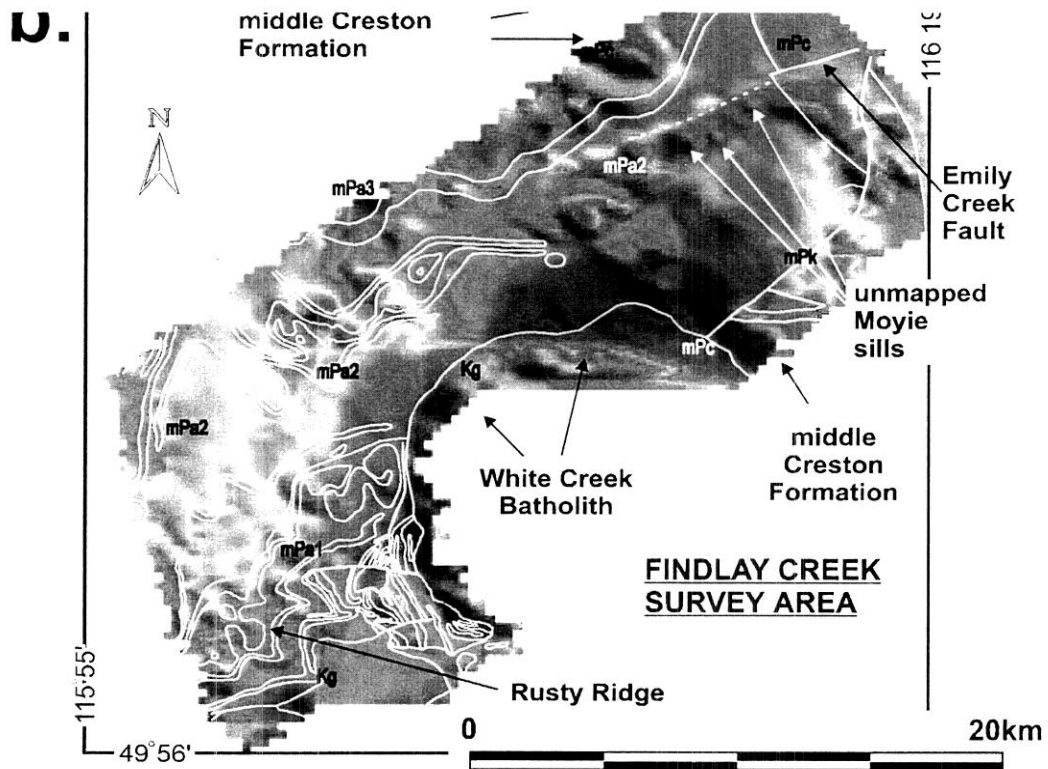 b.
middle Creston
Formation
mPc
116 19
N
mPa2
mPa3
Emily
Creek
Fault
mPk
unmapped
Moyie
sills
mPa2
Kg
mPc
mPa2
White Creek
Batholith
middle
Creston
Formation
mPa1
FINDLAY CREEK
SURVEY AREA
115°55'
Kg
Rusty Ridge
49°56'
0
20km